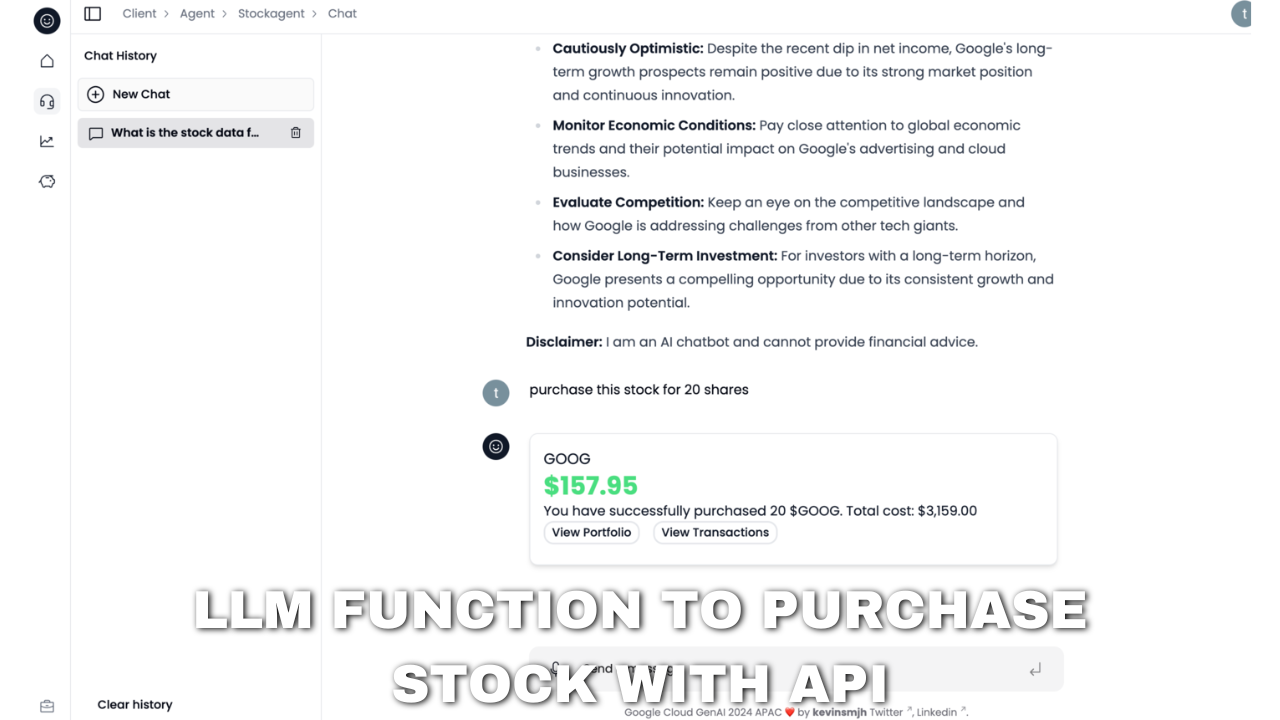 Client > Agent > Stockagent > Chat
t
Chat History
New Chat
What is the stock data f...
Cautiously Optimistic: Despite the recent dip in net income, Google's long-
term growth prospects remain positive due to its strong market position
and continuous innovation.
Monitor Economic Conditions: Pay close attention to global economic
trends and their potential impact on Google's advertising and cloud
businesses.
Evaluate Competition: Keep an eye on the competitive landscape and
how Google is addressing challenges from other tech giants.
Consider Long-Term Investment: For investors with a long-term horizon,
Google presents a compelling opportunity due to its consistent growth and
innovation potential.
Disclaimer: I am an AI chatbot and cannot provide financial advice.
t
purchase this stock for 20 shares
GOOG
$157.95
You have successfully purchased 20 $GOOG. Total cost: $3,159.00
View Portfolio
View Transactions
LLM FUNCTION TO PURCHASE
STOCK WITH API
Clear history
Google Cloud GenAI 2024 APAC ❤️ by kevinsmjh Twitter ↗, Linkedin ↗.